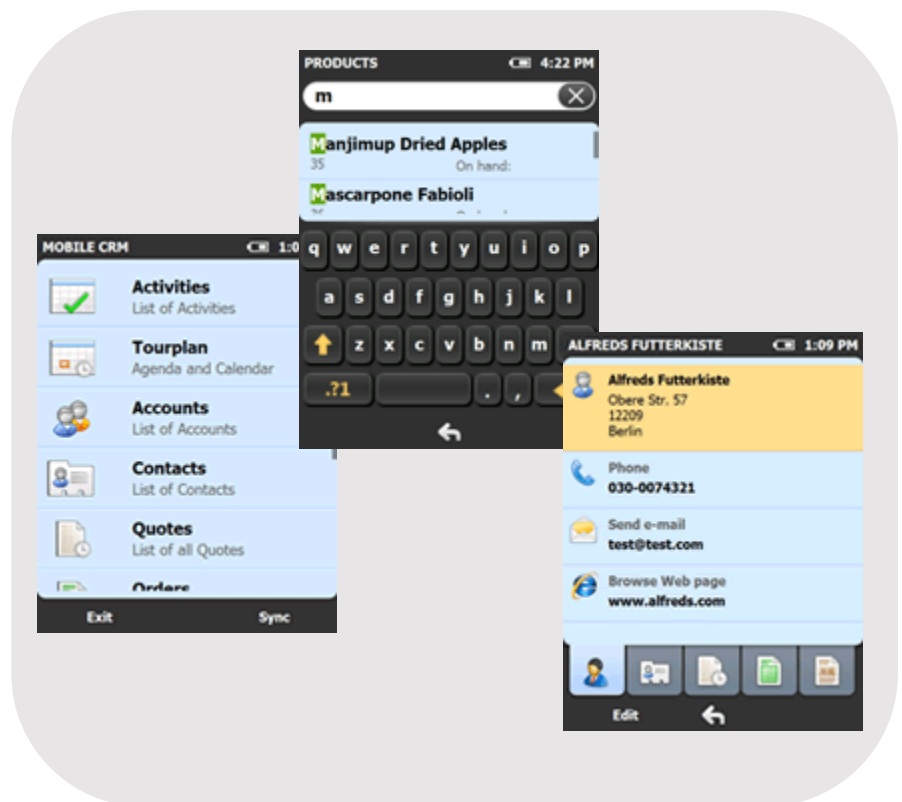 PRODUCTS 4:22 PM
m
Manjimup Dried Apples
35 On hand:
Mascarpone Fabioli
q w e r t y u i o p
a s d f g h j k l
z x c v b n m
.?1 . ,
MOBILE CRM 1:0
Activities
List of Activities
Tourplan
Agenda and Calendar
Accounts
List of Accounts
Contacts
List of Contacts
Quotes
List of all Quotes
Orders
Exit Sync
ALFREDS FUTTERKISTE 1:09 PM
Alfreds Futterkiste
Obere Str. 57
12209
Berlin
Phone
030-0074321
Send e-mail
test@test.com
Browse Web page
www.alfreds.com
Edit